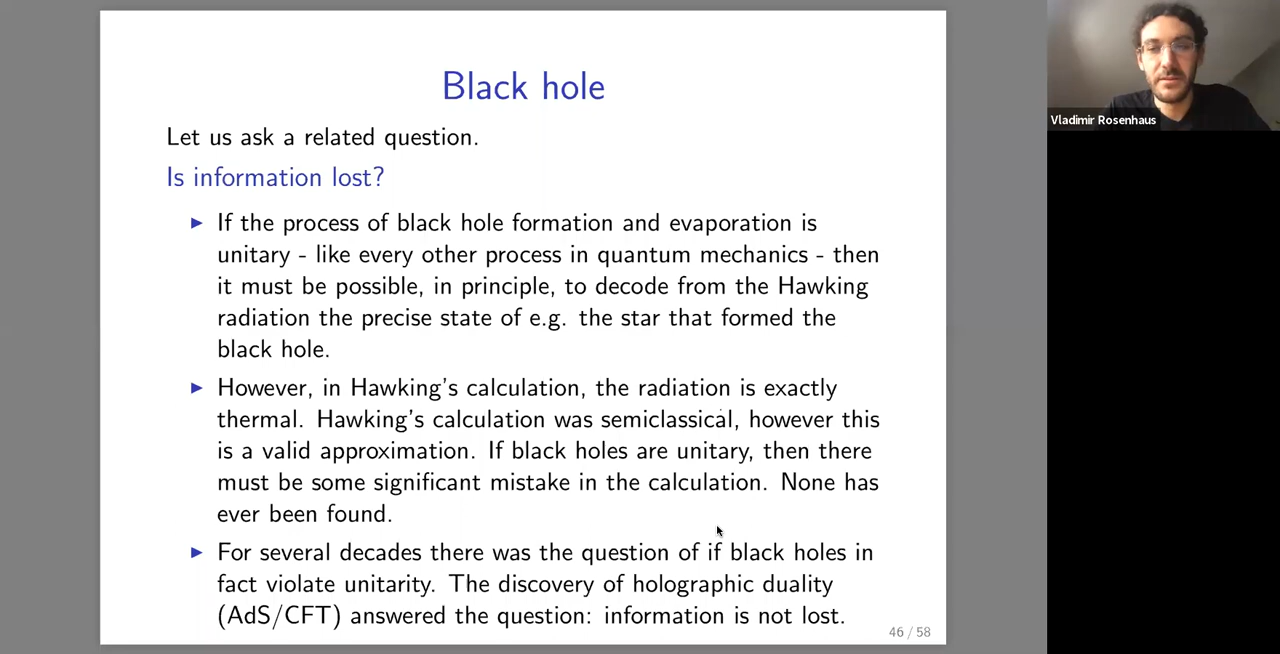 Black hole
Let us ask a related question.
Is information lost?
▶ If the process of black hole formation and evaporation is
unitary - like every other process in quantum mechanics - then
it must be possible, in principle, to decode from the Hawking
radiation the precise state of e.g. the star that formed the
black hole.
▶ However, in Hawking's calculation, the radiation is exactly
thermal. Hawking's calculation was semiclassical, however this
is a valid approximation. If black holes are unitary, then there
must be some significant mistake in the calculation. None has
ever been found.
▶ For several decades there was the question of if black holes in
fact violate unitarity. The discovery of holographic duality
(AdS/CFT) answered the question: information is not lost.
46 / 58
Vladimir Rosenhaus